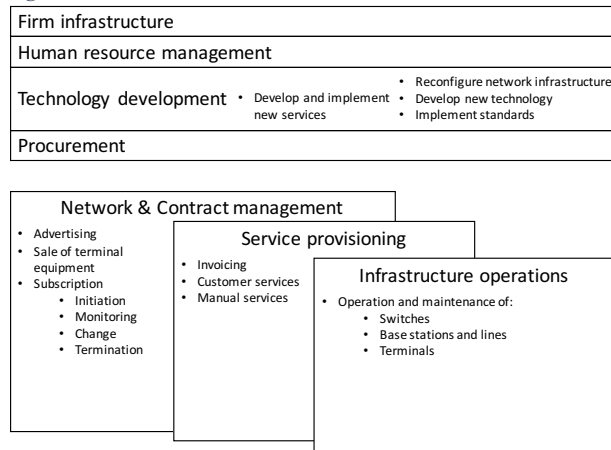 Firm infrastructure
Human resource management
Technology development
• Develop and implement
new services
• Reconfigure network infrastructure
• Develop new technology
• Implement standards
Procurement
Network & Contract management
• Advertising
• Sale of terminal
equipment
• Subscription
• Initiation
• Monitoring
• Change
• Termination
Service provisioning
• Invoicing
• Customer services
• Manual services
Infrastructure operations
• Operation and maintenance of:
• Switches
• Base stations and lines
• Terminals